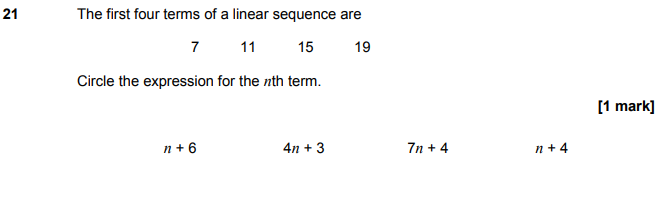 21 The first four terms of a linear sequence are
7 11 15 19
Circle the expression for the nth term.
[1 mark]
n + 6 4n + 3 7n + 4 n + 4